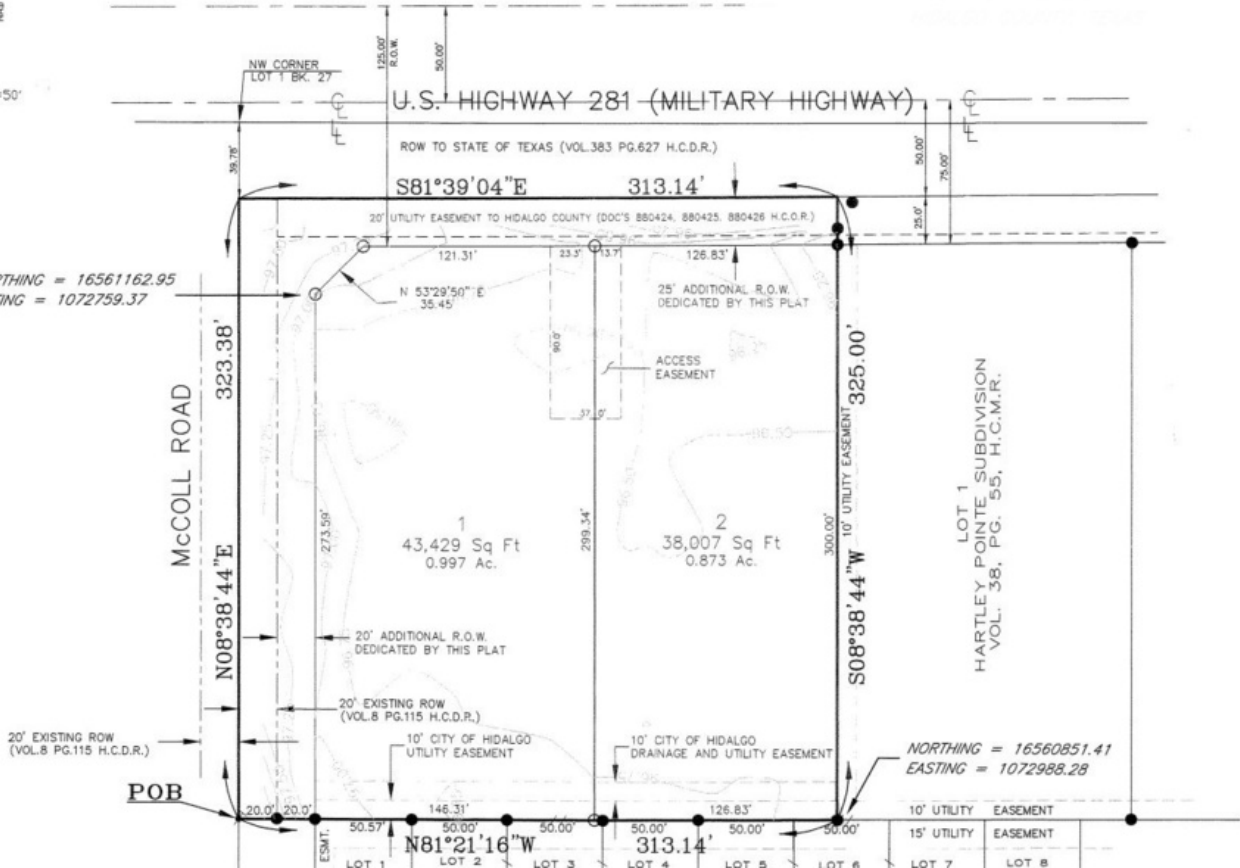 125.00'
R.O.W.
50.00'
NW CORNER
LOT 1 BK. 27
U.S. HIGHWAY 281 (MILITARY HIGHWAY)
39.78'
ROW TO STATE OF TEXAS (VOL.383 PG.627 H.C.D.R.)
50.00'
75.00'
S81°39'04"E 313.14'
20' UTILITY EASEMENT TO HIDALGO COUNTY (DOC'S 880424, 880425, 880426 H.C.O.R.)
25.0'
121.31'
23.3'
13.7'
126.83'
THING = 16561162.95
ING = 1072759.37
N 53°29'50" E
35.45'
25' ADDITIONAL R.O.W.
DEDICATED BY THIS PLAT
90.0'
ACCESS
EASEMENT
96.25
323.38'
325.00'
McCOLL ROAD
97.25
96.50
10' UTILITY EASEMENT
LOT 1
HARTLEY POINTE SUBDIVISION
VOL. 38, PG. 55, H.C.M.R.
273.59'
1
43,429 Sq Ft
0.997 Ac.
299.34'
2
38,007 Sq Ft
0.873 Ac.
300.00'
N08°38'44"E
S08°38'44"W
20' ADDITIONAL R.O.W.
DEDICATED BY THIS PLAT
20' EXISTING ROW
(VOL.8 PG.115 H.C.D.R.)
20' EXISTING ROW
(VOL.8 PG.115 H.C.D.R.)
10' CITY OF HIDALGO
UTILITY EASEMENT
10' CITY OF HIDALGO
DRAINAGE AND UTILITY EASEMENT
NORTHING = 16560851.41
EASTING = 1072988.28
POB
20.0' 20.0'
146.31'
126.83'
10' UTILITY EASEMENT
50.57' 50.00' 50.00' 50.00' 50.00' 50.00'
15' UTILITY EASEMENT
ESMT.
N81°21'16"W 313.14'
LOT 1 LOT 2 LOT 3 LOT 4 LOT 5 LOT 6 LOT 7 LOT 8